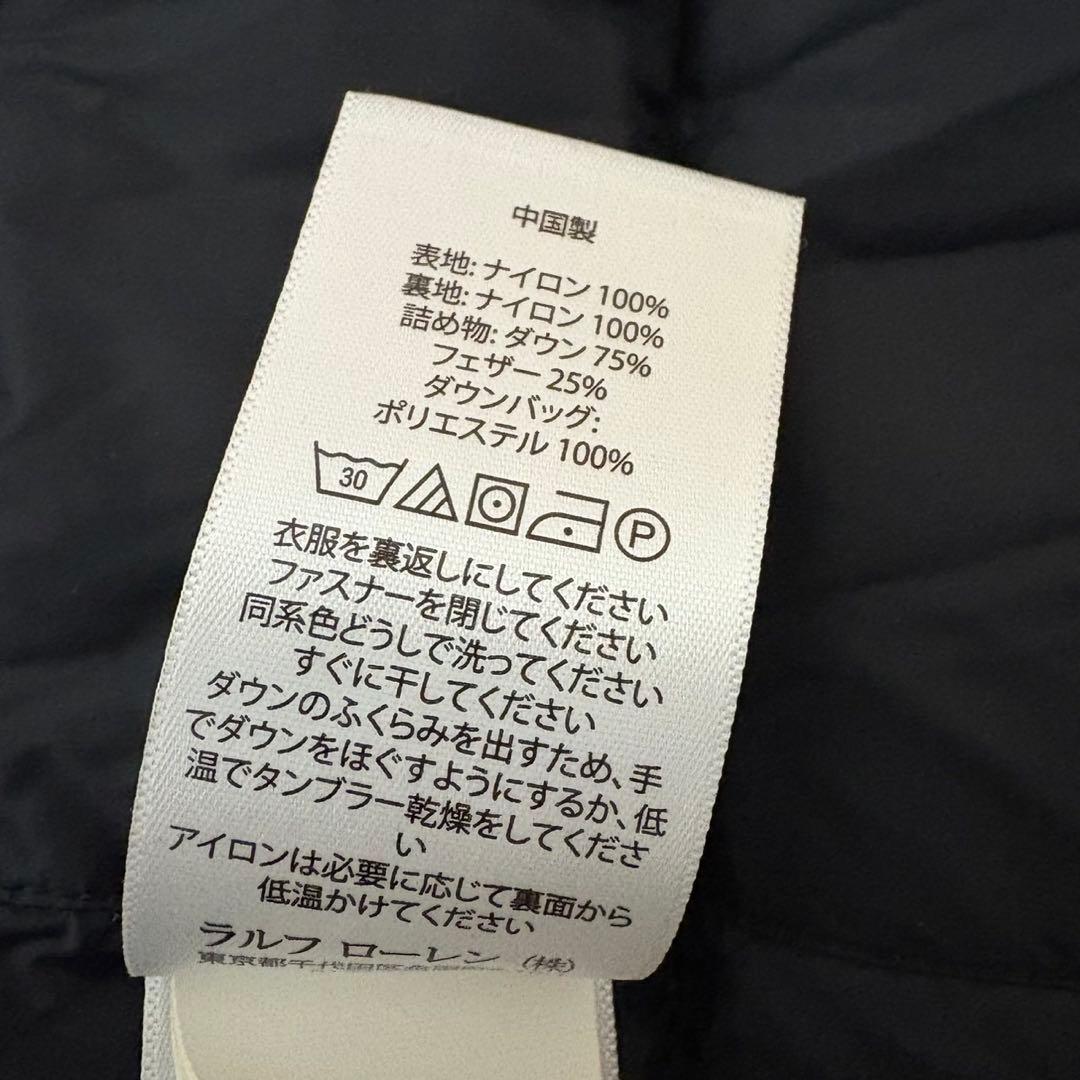 中国製
表地: ナイロン 100%
裏地: ナイロン 100%
詰め物: ダウン 75%
フェザー 25%
ダウンバッグ:
ポリエステル 100%
30 P
衣服を裏返しにしてください
ファスナーを閉じてください
同系色どうしで洗ってください
すぐに干してください
ダウンのふくらみを出すため、手
でダウンをほぐすようにするか、低
温でタンブラー乾燥をしてくださ
い
アイロンは必要に応じて裏面から
低温かけてください
ラルフ ローレン (株)
東京都千代田区